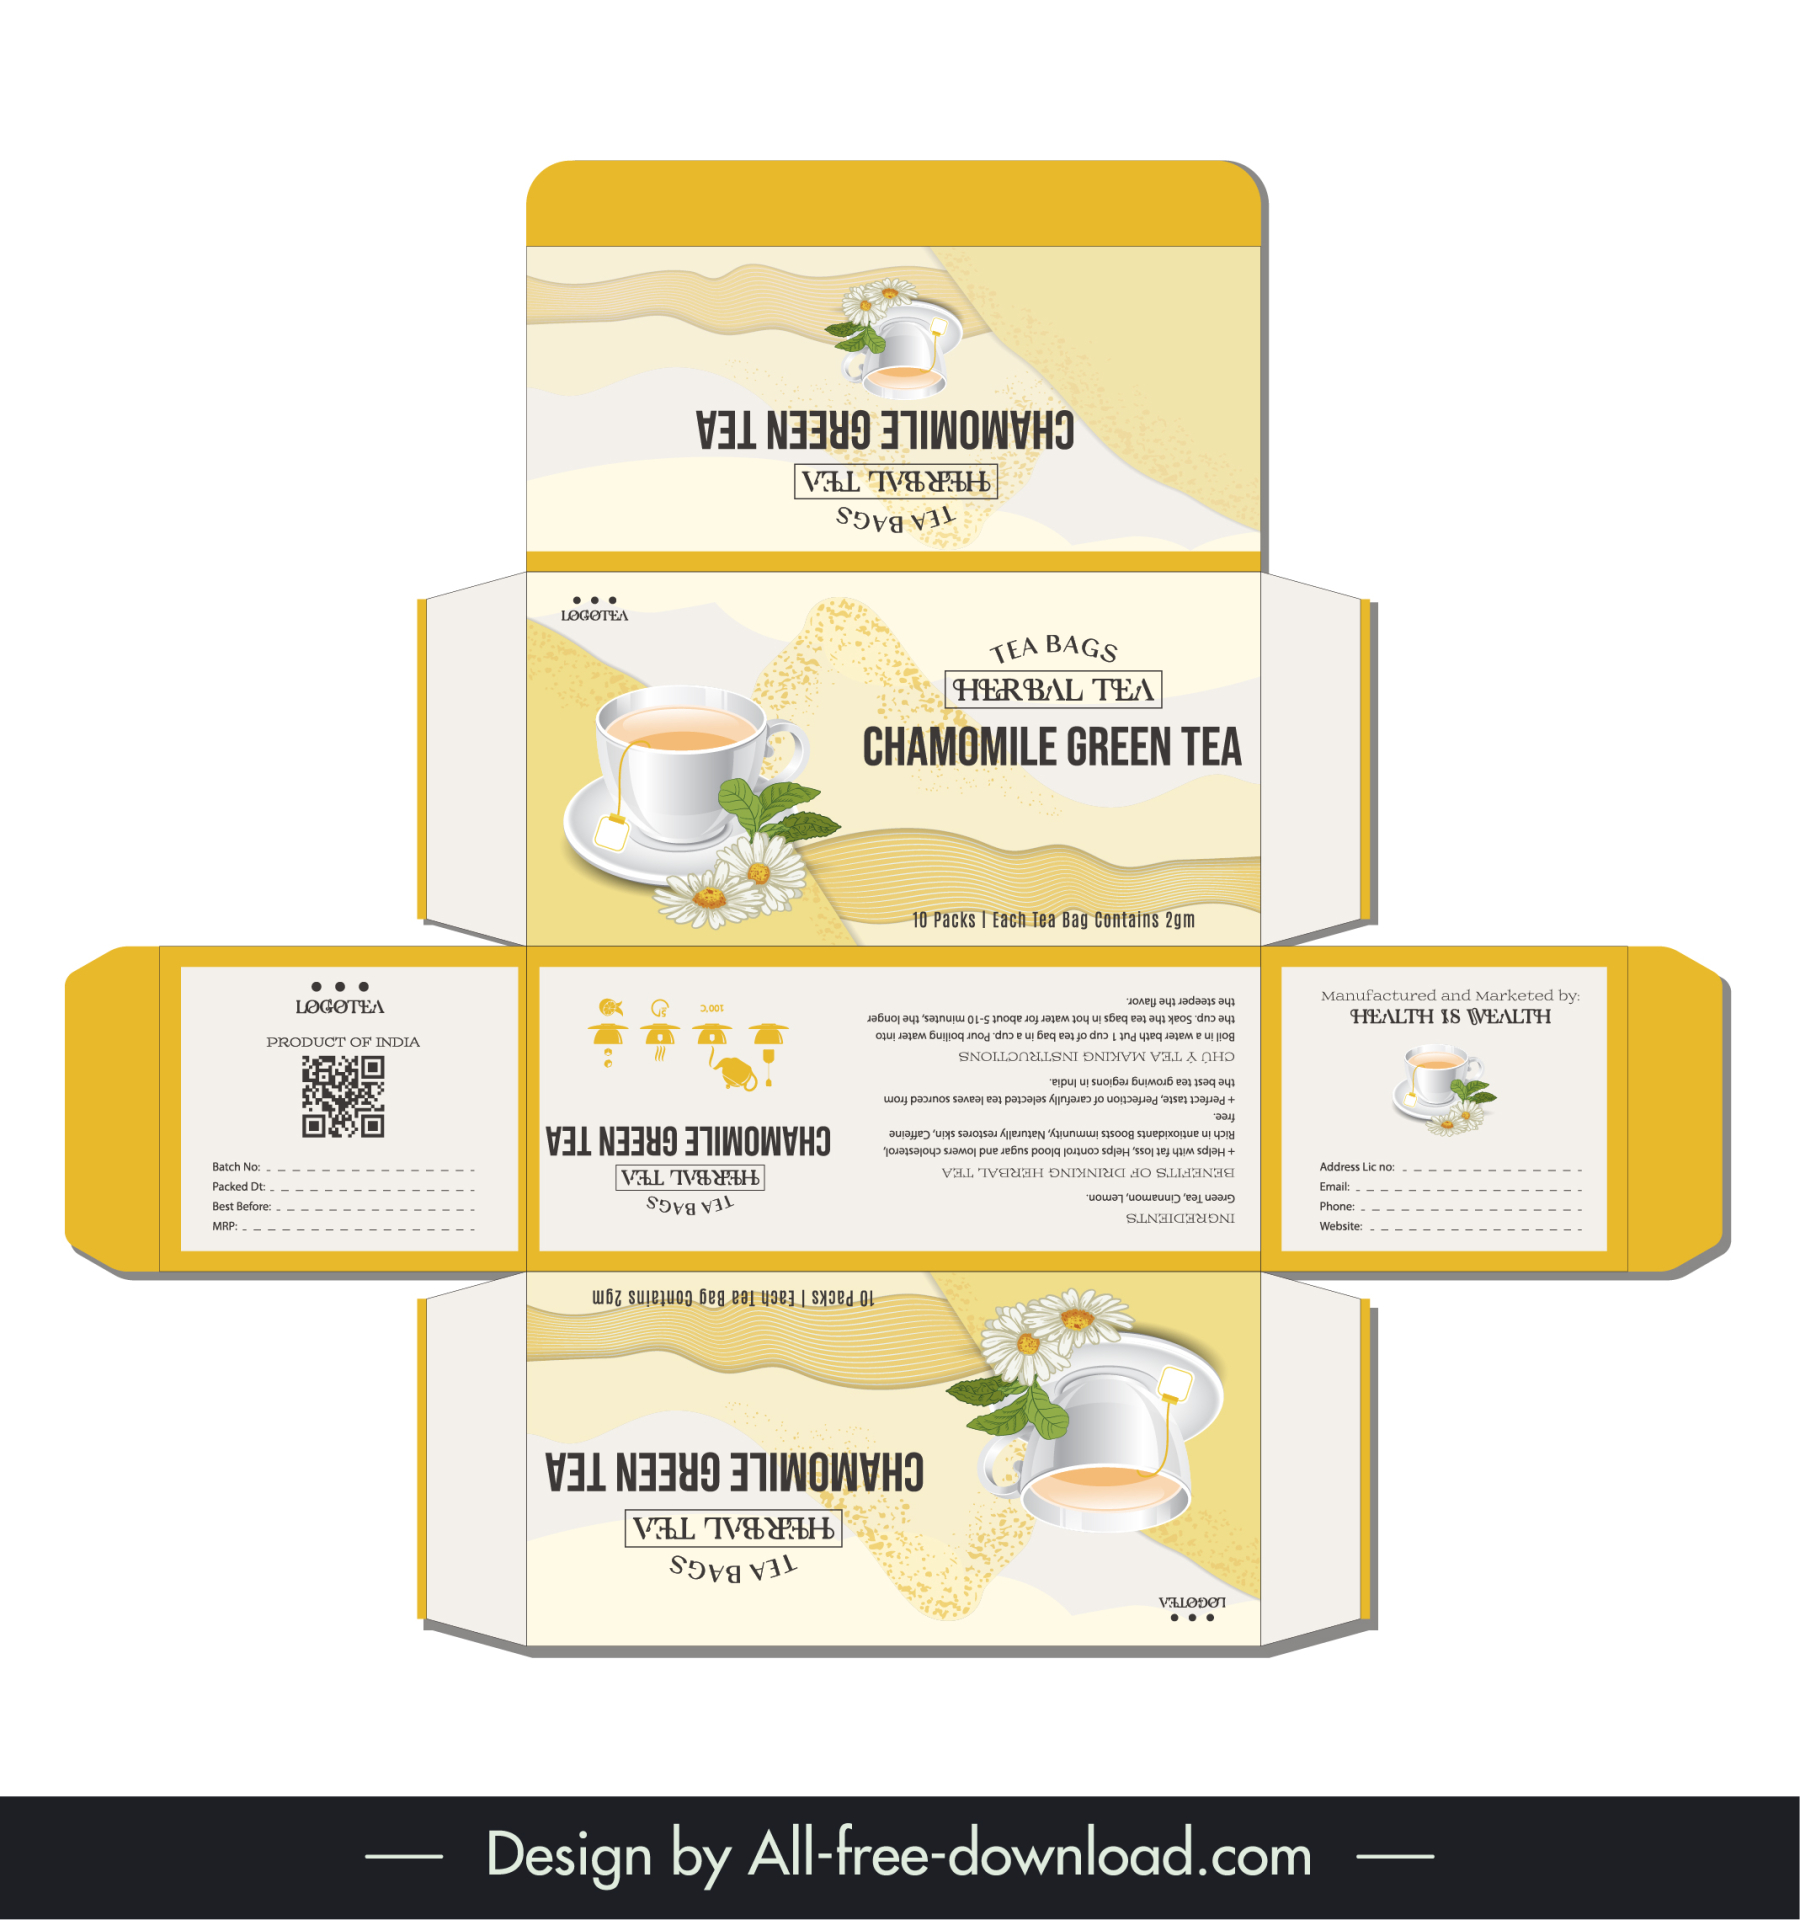 TEA BAGS
HERBAL TEA
CHAMOMILE GREEN TEA
LOGOTEA
TEA BAGS
HERBAL TEA
CHAMOMILE GREEN TEA
10 Packs | Each Tea Bag Contains 2gm
LOGOTEA
PRODUCT OF INDIA
Batch No:
Packed Dt:
Best Before:
MRP:
INGREDIENTS
Green Tea, Cinnamon, Lemon.
BENEFITS OF DRINNING HERBAL TEA
+ Helps with fat loss, Helps control blood sugar and lowers cholesterol,
Rich in antioxidants Boosts immunity, Naturally restores skin, Caffeine
free.
+ Perfect taste, Perfection of carefully selected tea leaves sourced from
the best tea growing regions in India.
CHÚ Ý TEA MAKING INSTRUCTIONS
Boil in a water bath Put 1 cup of tea bag in a cup. Pour boiling water into
the cup. Soak the tea bags in hot water for about 5-10 minutes, the longer
the steeper the flavor.
TEA BAGS
HERBAL TEA
CHAMOMILE GREEN TEA
100°C
5'
Manufactured and Marketed by:
HEALTH IS WEALTH
Address Lic no:
Email:
Phone:
Website:
LOGOTEA
TEA BAGS
HERBAL TEA
CHAMOMILE GREEN TEA
10 Packs | Each Tea Bag Contains 2gm
Design by All-free-download.com